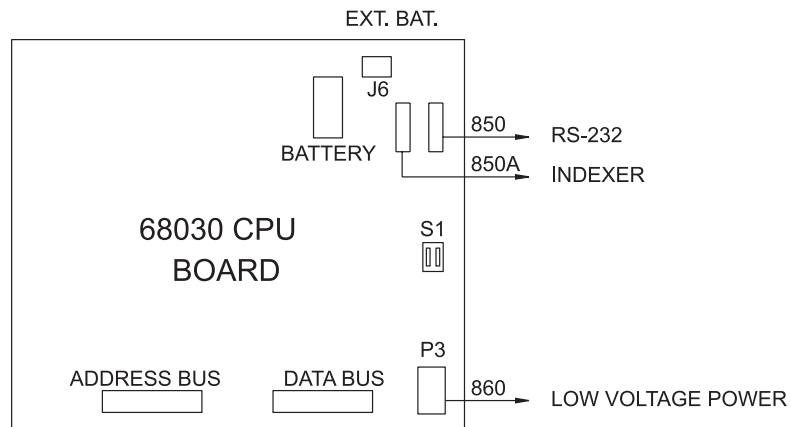 EXT. BAT.
J6
BATTERY
850
RS-232
850A
INDEXER
S1
68030 CPU
BOARD
P3
ADDRESS BUS
DATA BUS
860
LOW VOLTAGE POWER